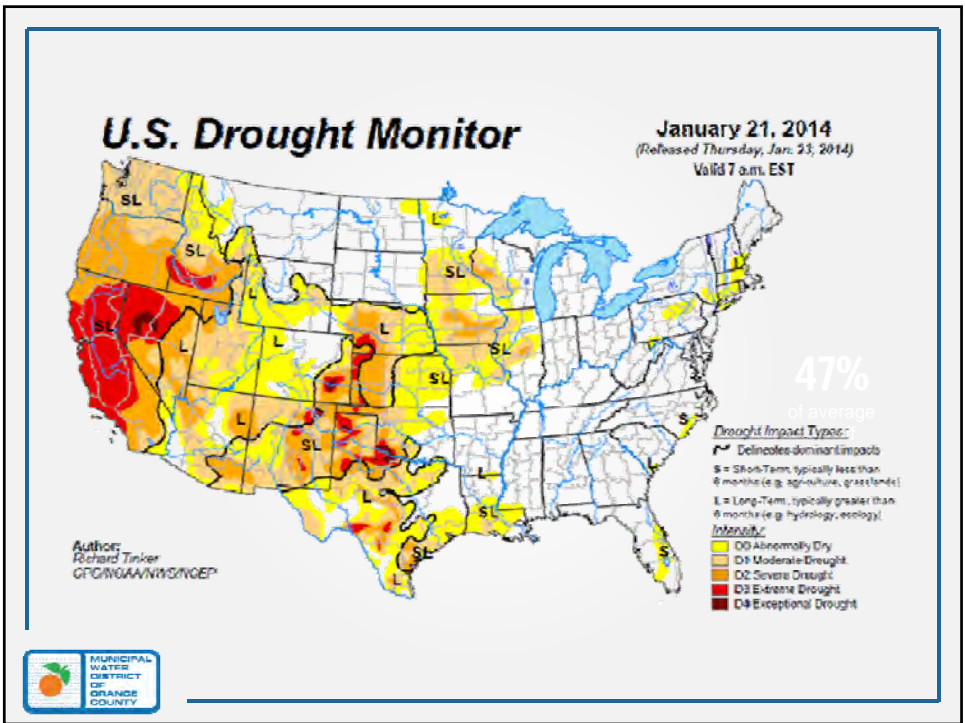 U.S. Drought Monitor
January 21, 2014
(Released Thursday, Jan. 23, 2014)
Valid 7 a.m. EST
SL
SL
L
SL
L
SL
L
L
L
SL
SL
L
SL
L
L
SL
SL
L
L
S
L
S
47%
of average
Drought Impact Types:
Delineates dominant impacts
S = Short-Term, typically less than
6 months (e.g. agriculture, grasslands)
L = Long-Term, typically greater than
6 months (e.g. hydrology, ecology)
Intensity:
D0 Abnormally Dry
D1 Moderate Drought
D2 Severe Drought
D3 Extreme Drought
D4 Exceptional Drought
Author:
Richard Tinker
CPC/NOAA/NWS/NCEP
MUNICIPAL
WATER
DISTRICT
OF
ORANGE
COUNTY